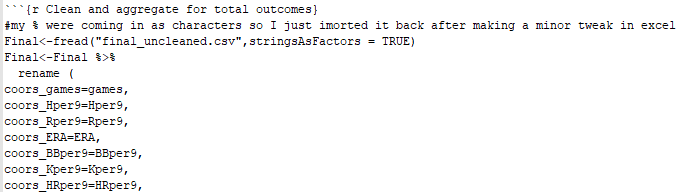 ```{r Clean and aggregate for total outcomes}
#my % were coming in as characters so I just imorted it back after making a minor tweak in excel
Final<-fread("final_uncleaned.csv",stringsAsFactors = TRUE)
Final<-Final %>%
  rename (
coors_games=games,
coors_Hper9=Hper9,
coors_Rper9=Rper9,
coors_ERA=ERA,
coors_BBper9=BBper9,
coors_Kper9=Kper9,
coors_HRper9=HRper9,